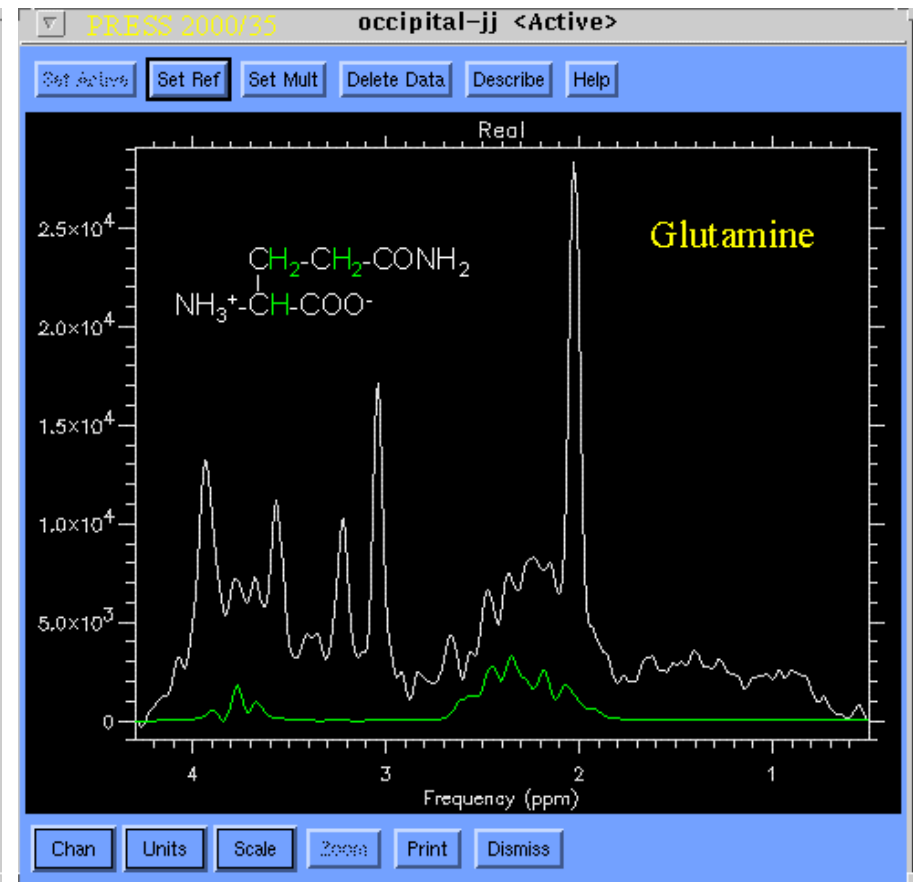 PRESS 2000/35 occipital-jj <Active>
Set Active Set Ref Set Mult Delete Data Describe Help
Real
2.5×10⁴
Glutamine
CH₂-CH₂-CONH₂
NH₃⁺-CH-COO⁻
2.0×10⁴
1.5×10⁴
1.0×10⁴
5.0×10³
0
4 3 2 1
Frequency (ppm)
Chan Units Scale Zoom Print Dismiss